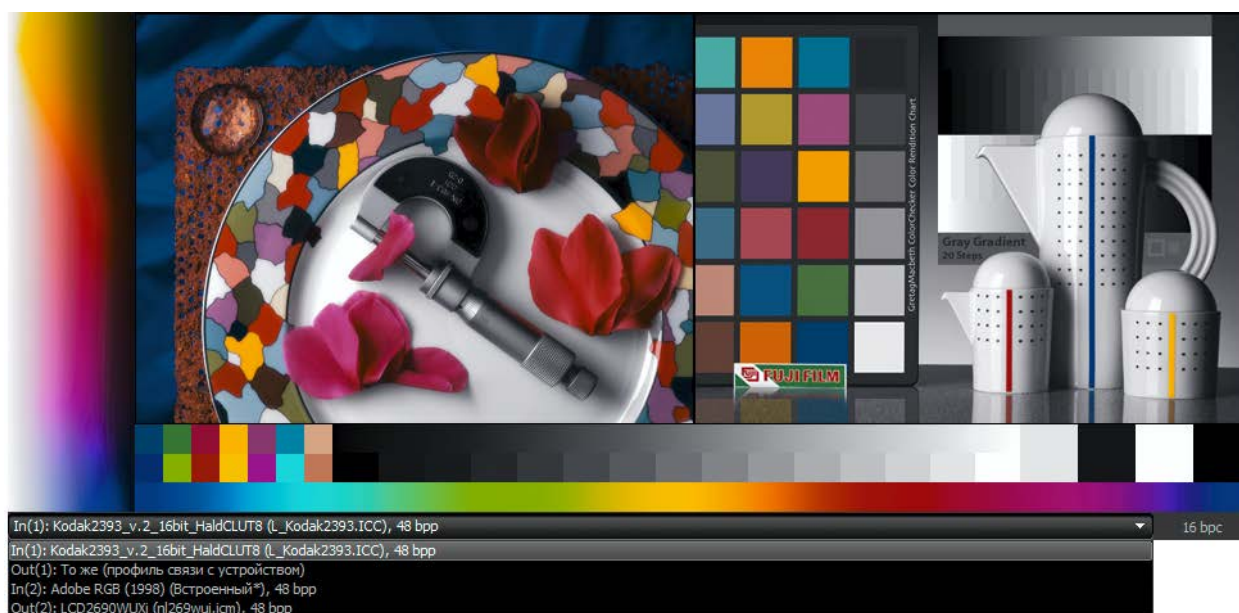 GretagMacbeth ColorChecker Color Rendition Chart
Gray Gradient
20 Steps
FUJIFILM
In(1): Kodak2393_v.2_16bit_HaldCLUT8 (L_Kodak2393.ICC), 48 bpp
16 bpc
In(1): Kodak2393_v.2_16bit_HaldCLUT8 (L_Kodak2393.ICC), 48 bpp
Out(1): То же (профиль связи с устройством)
In(2): Adobe RGB (1998) (Встроенный*), 48 bpp
Out(2): LCD2690WUXi (nl269wui.icm), 48 bpp